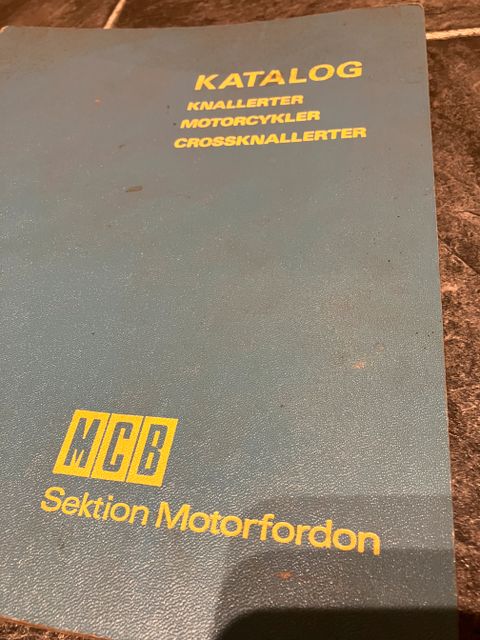 KATALOG
KNALLERTER
MOTORCYKLER
CROSSKNALLERTER
MCB
Sektion Motorfordon